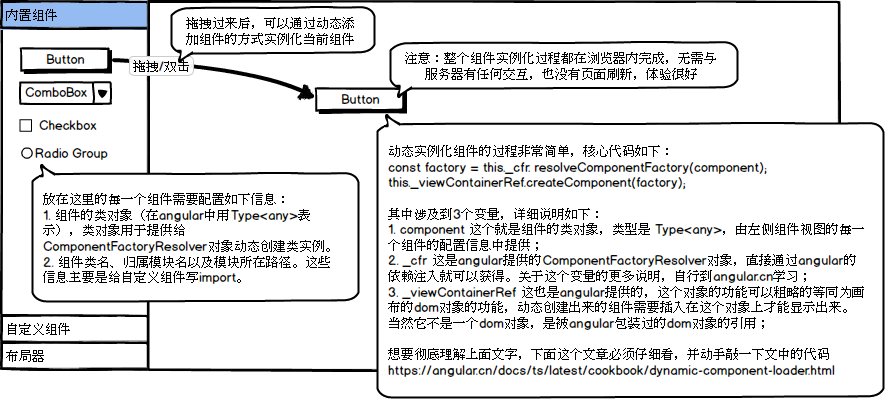 内置组件
Button
ComboBox
Checkbox
Radio Group
拖拽/双击
拖拽过来后，可以通过动态添
加组件的方式实例化当前组件
注意：整个组件实例化过程都在浏览器内完成，无需与
服务器有任何交互，也没有页面刷新，体验很好
Button
放在这里的每一个组件需要配置如下信息：
1. 组件的类对象（在angular中用Type<any>表
示），类对象用于提供给
ComponentFactoryResolver对象动态创建类实例。
2. 组件类名、归属模块名以及模块所在路径。这些
信息主要是给自定义组件写import。
动态实例化组件的过程非常简单，核心代码如下：
const factory = this._cfr. resolveComponentFactory(component);
this._viewContainerRef.createComponent(factory);
其中涉及到3个变量，详细说明如下：
1. component 这个就是组件的类对象，类型是 Type<any>，由左侧组件视图的每一
个组件的配置信息中提供；
2. _cfr 这是angular提供的ComponentFactoryResolver对象，直接通过angular的
依赖注入就可以获得。关于这个变量的更多说明，自行到angular.cn学习；
3. _viewContainerRef 这也是angular提供的，这个对象的功能可以粗略的等同为画
布的dom对象的功能，动态创建出来的组件需要插入在这个对象上才能显示出来。
当然它不是一个dom对象，是被angular包装过的dom对象的引用；
想要彻底理解上面文字，下面这个文章必须仔细看，并动手敲一下文中的代码
https://angular.cn/docs/ts/latest/cookbook/dynamic-component-loader.html
自定义组件
布局器